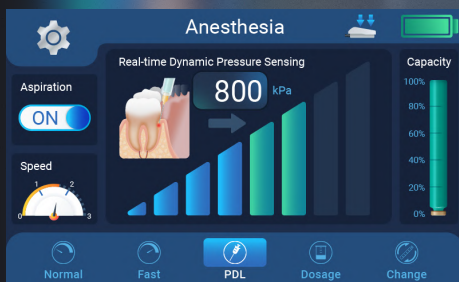 Anesthesia
Real-time Dynamic Pressure Sensing
Capacity
800 kPa
100%
80%
60%
40%
20%
0%
Aspiration
ON
Speed
0 1 2 3
Normal
Fast
PDL
Dosage
Change